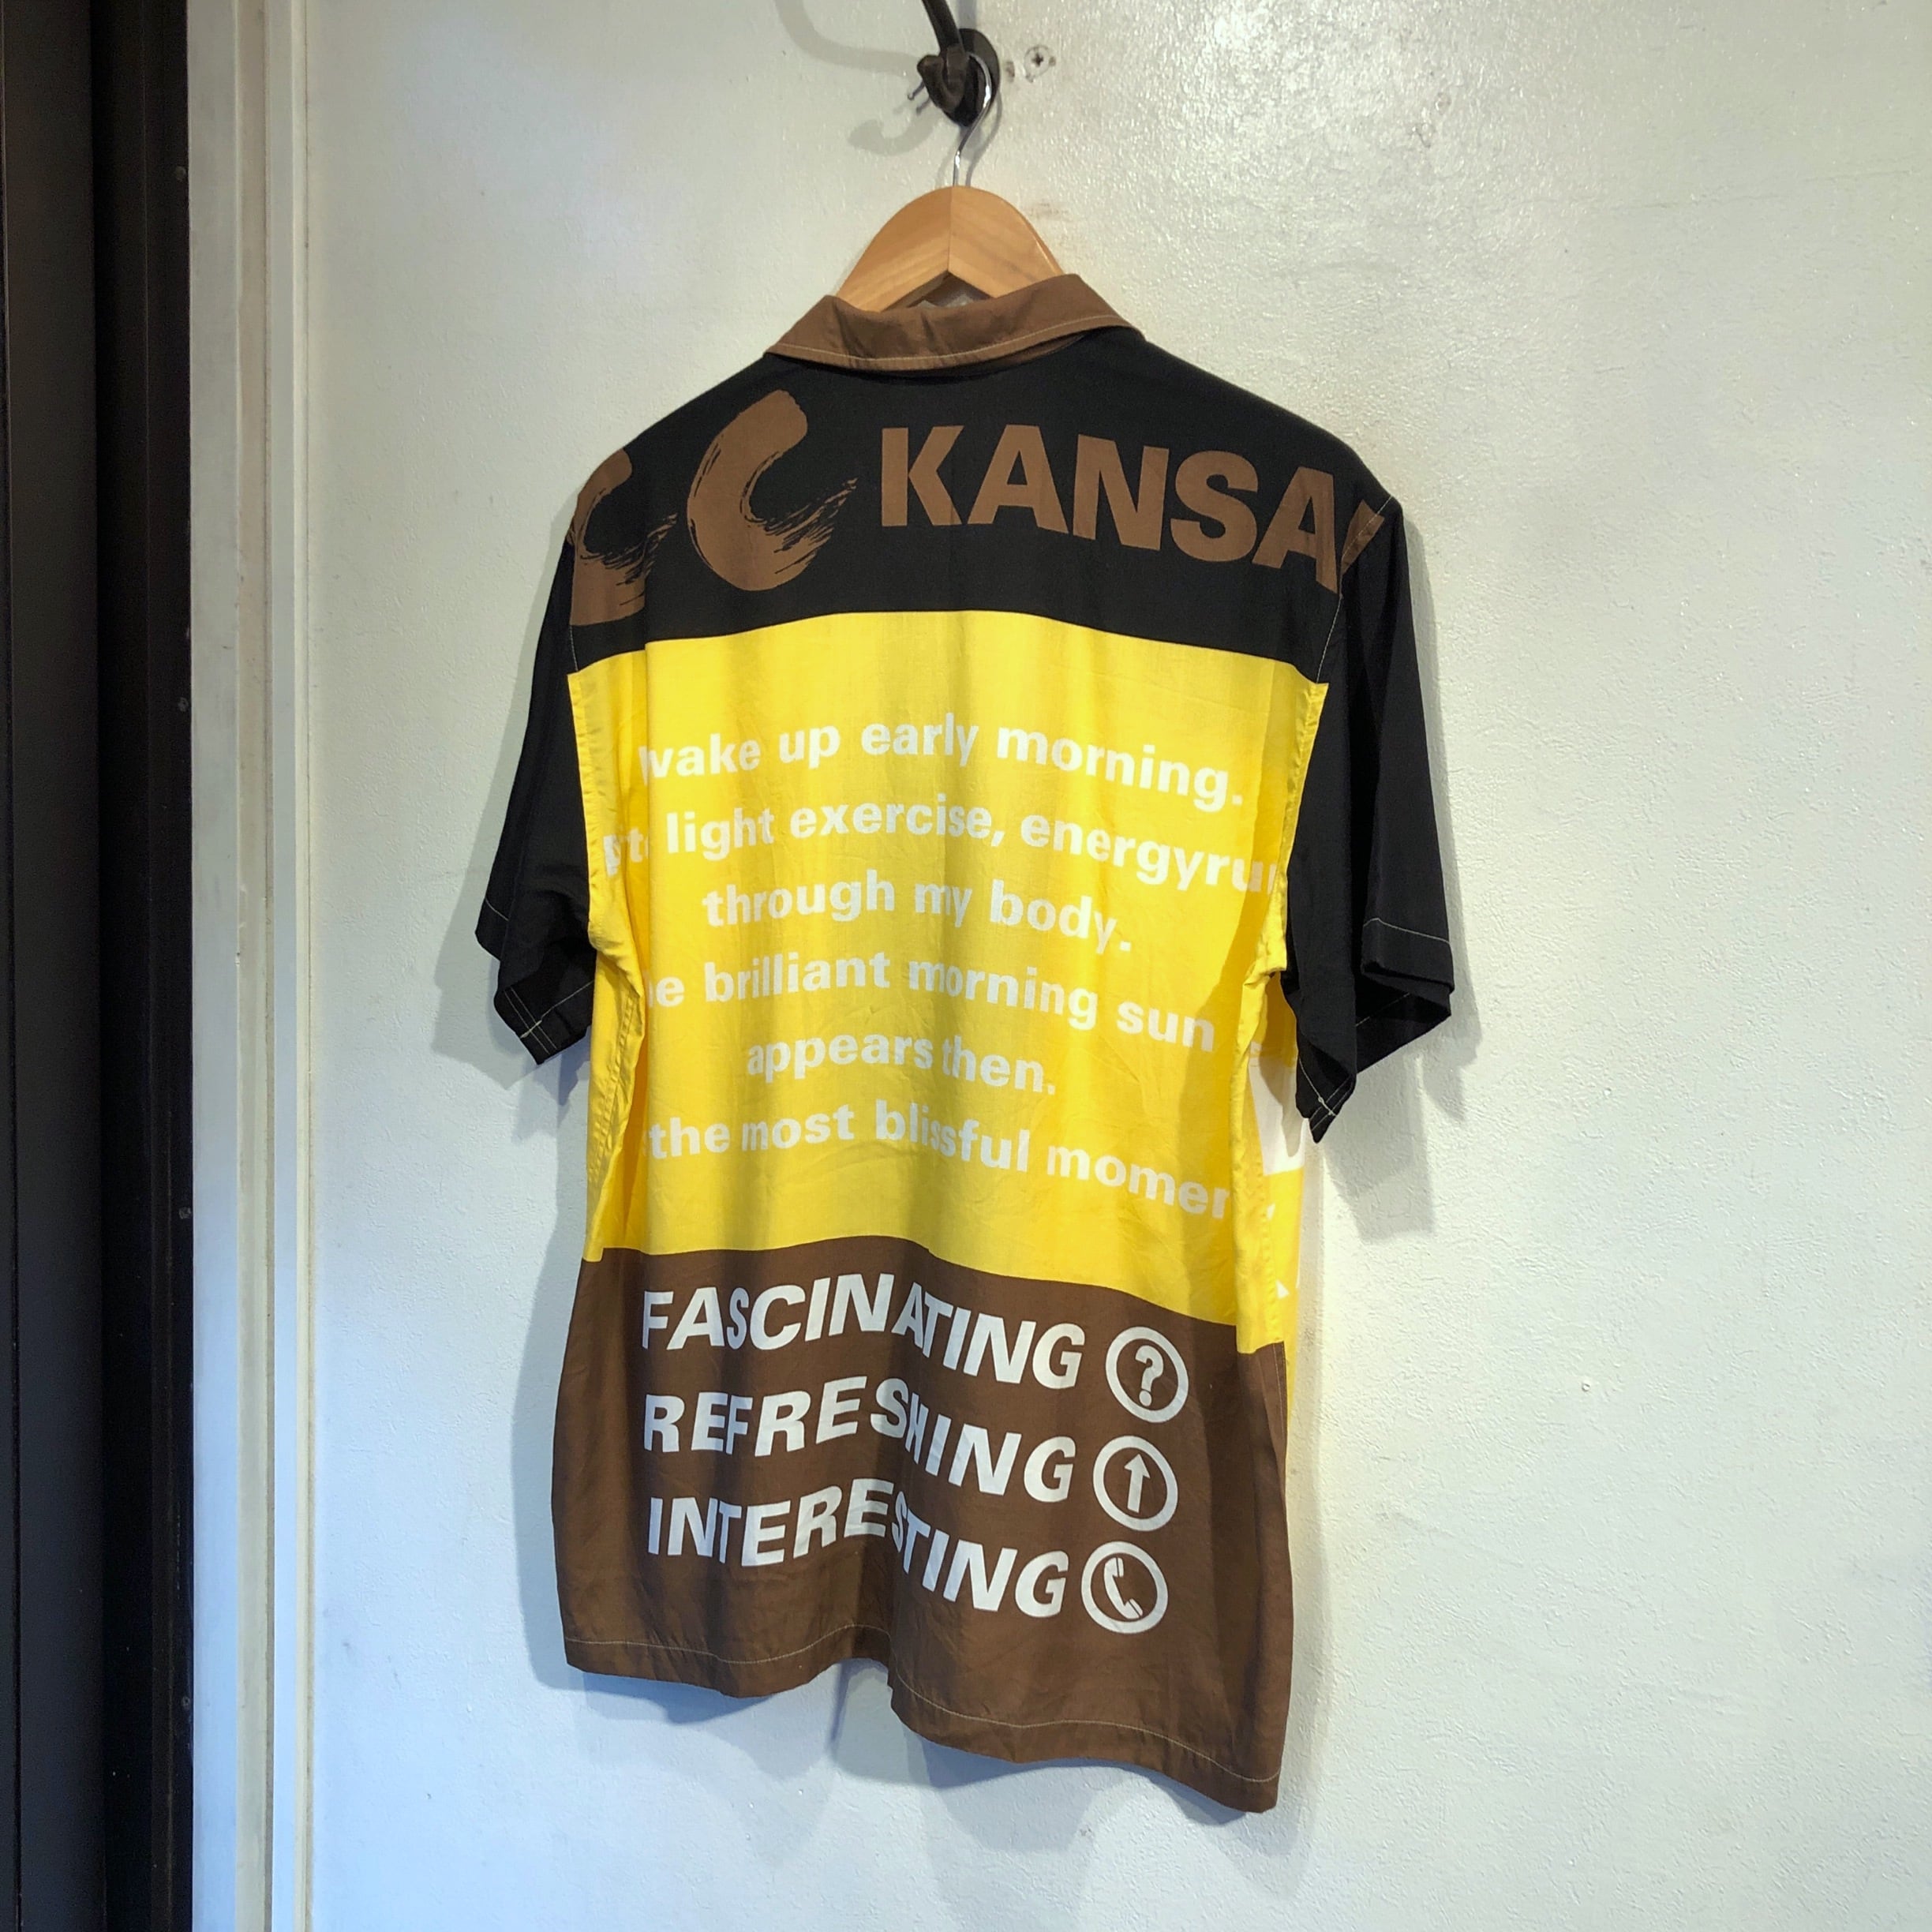 KANSA
wake up early morning.
light exercise, energyru
through my body.
e brilliant morning sun
appears then.
the most blissful momen
FASCINATING ?
REFRESHING ↑
INTERESTING